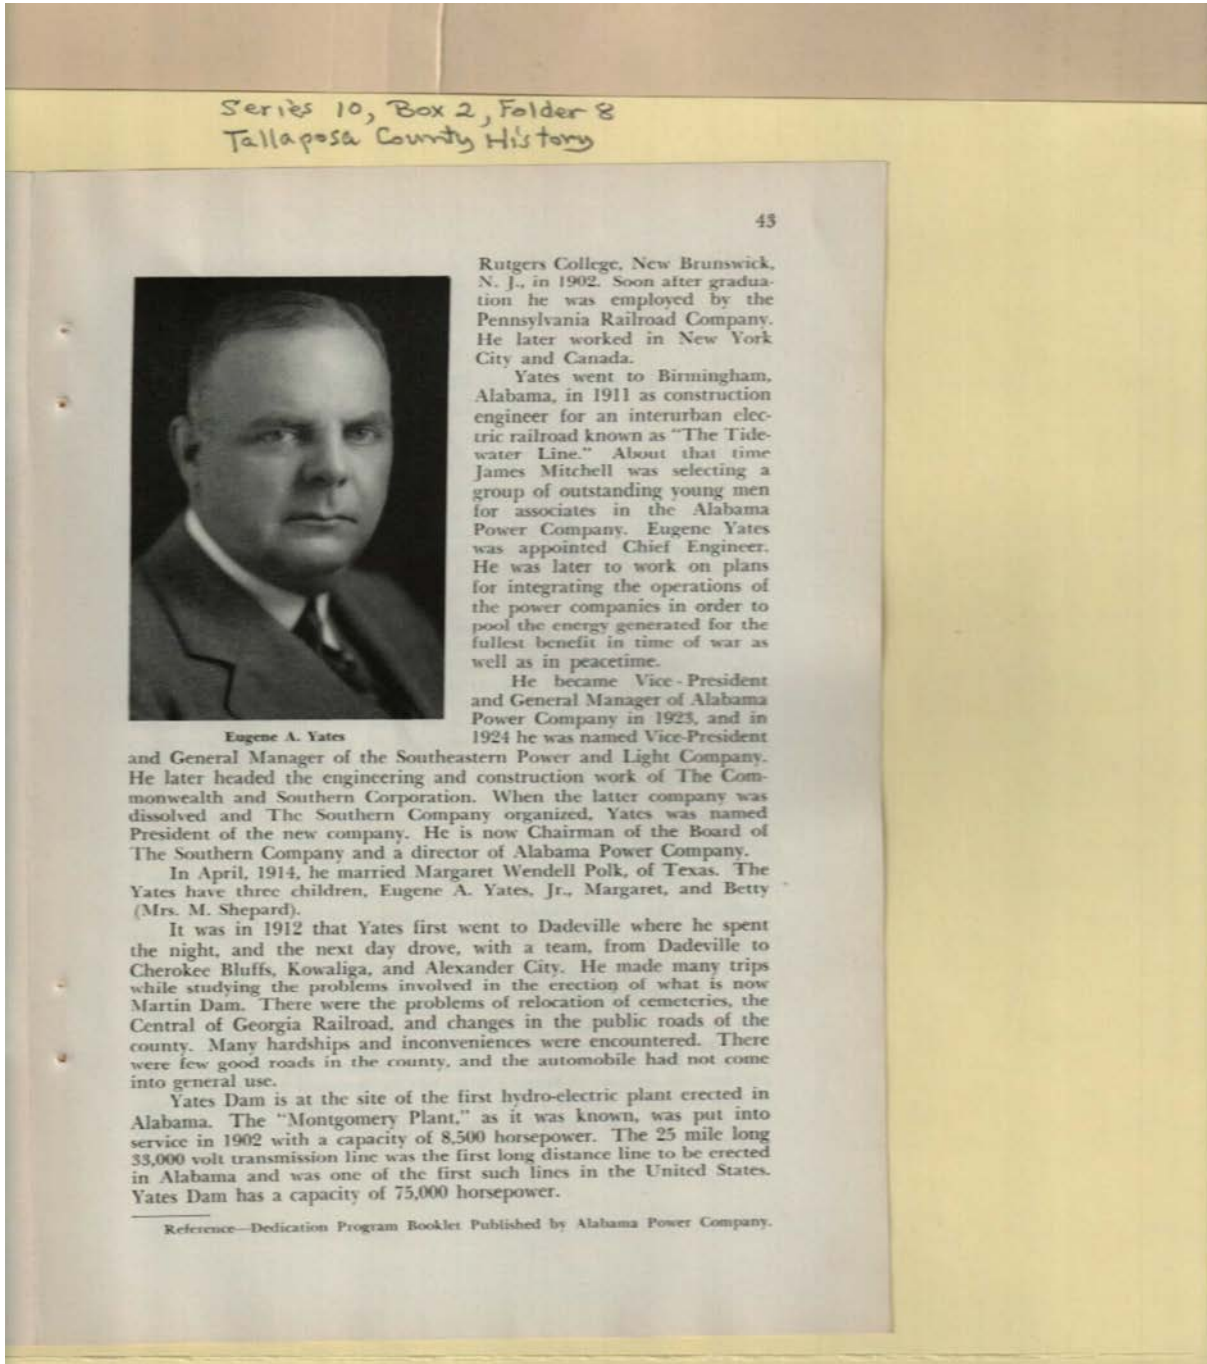 Series 10, Box 2, Folder 8
Tallaposa County History
43
Rutgers College, New Brunswick,
N. J., in 1902. Soon after gradua-
tion he was employed by the
Pennsylvania Railroad Company.
He later worked in New York
City and Canada.
Yates went to Birmingham,
Alabama, in 1911 as construction
engineer for an interurban elec-
tric railroad known as "The Tide-
water Line." About that time
James Mitchell was selecting a
group of outstanding young men
for associates in the Alabama
Power Company. Eugene Yates
was appointed Chief Engineer.
He was later to work on plans
for integrating the operations of
the power companies in order to
pool the energy generated for the
fullest benefit in time of war as
well as in peacetime.
He became Vice-President
and General Manager of Alabama
Power Company in 1923, and in
1924 he was named Vice-President
Eugene A. Yates
and General Manager of the Southeastern Power and Light Company.
He later headed the engineering and construction work of The Com-
monwealth and Southern Corporation. When the latter company was
dissolved and The Southern Company organized, Yates was named
President of the new company. He is now Chairman of the Board of
The Southern Company and a director of Alabama Power Company.
In April, 1914, he married Margaret Wendell Polk, of Texas. The
Yates have three children, Eugene A. Yates, Jr., Margaret, and Betty
(Mrs. M. Shepard).
It was in 1912 that Yates first went to Dadeville where he spent
the night, and the next day drove, with a team, from Dadeville to
Cherokee Bluffs, Kowaliga, and Alexander City. He made many trips
while studying the problems involved in the erection of what is now
Martin Dam. There were the problems of relocation of cemeteries, the
Central of Georgia Railroad, and changes in the public roads of the
county. Many hardships and inconveniences were encountered. There
were few good roads in the county, and the automobile had not come
into general use.
Yates Dam is at the site of the first hydro-electric plant erected in
Alabama. The "Montgomery Plant," as it was known, was put into
service in 1902 with a capacity of 8,500 horsepower. The 25 mile long
33,000 volt transmission line was the first long distance line to be erected
in Alabama and was one of the first such lines in the United States.
Yates Dam has a capacity of 75,000 horsepower.
Reference—Dedication Program Booklet Published by Alabama Power Company.